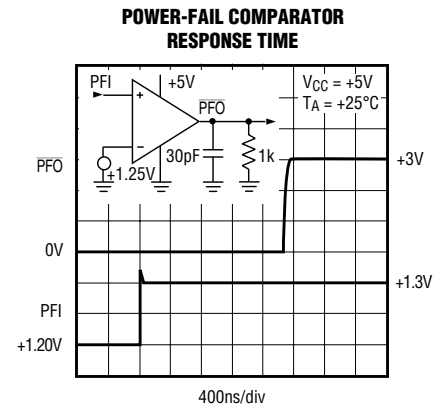 POWER-FAIL COMPARATOR
RESPONSE TIME
PFI
+5V
VCC = +5V
TA = +25°C
+
PFO
−
30pF
1k
+1.25V
PFO
+3V
0V
+1.3V
PFI
+1.20V
400ns/div